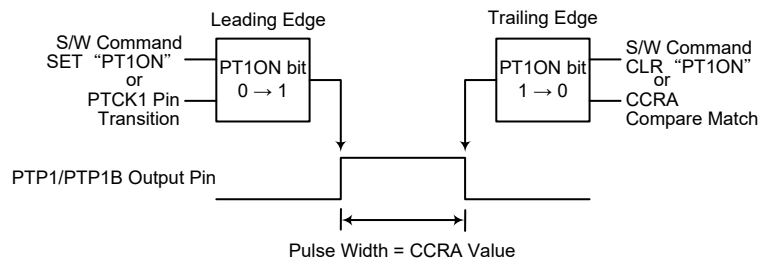 Leading Edge
S/W Command
SET “PT1ON”
or
PTCK1 Pin
Transition
PT1ON bit
0 → 1
Trailing Edge
PT1ON bit
1 → 0
S/W Command
CLR “PT1ON”
or
CCRA
Compare Match
PTP1/PTP1B Output Pin
Pulse Width = CCRA Value